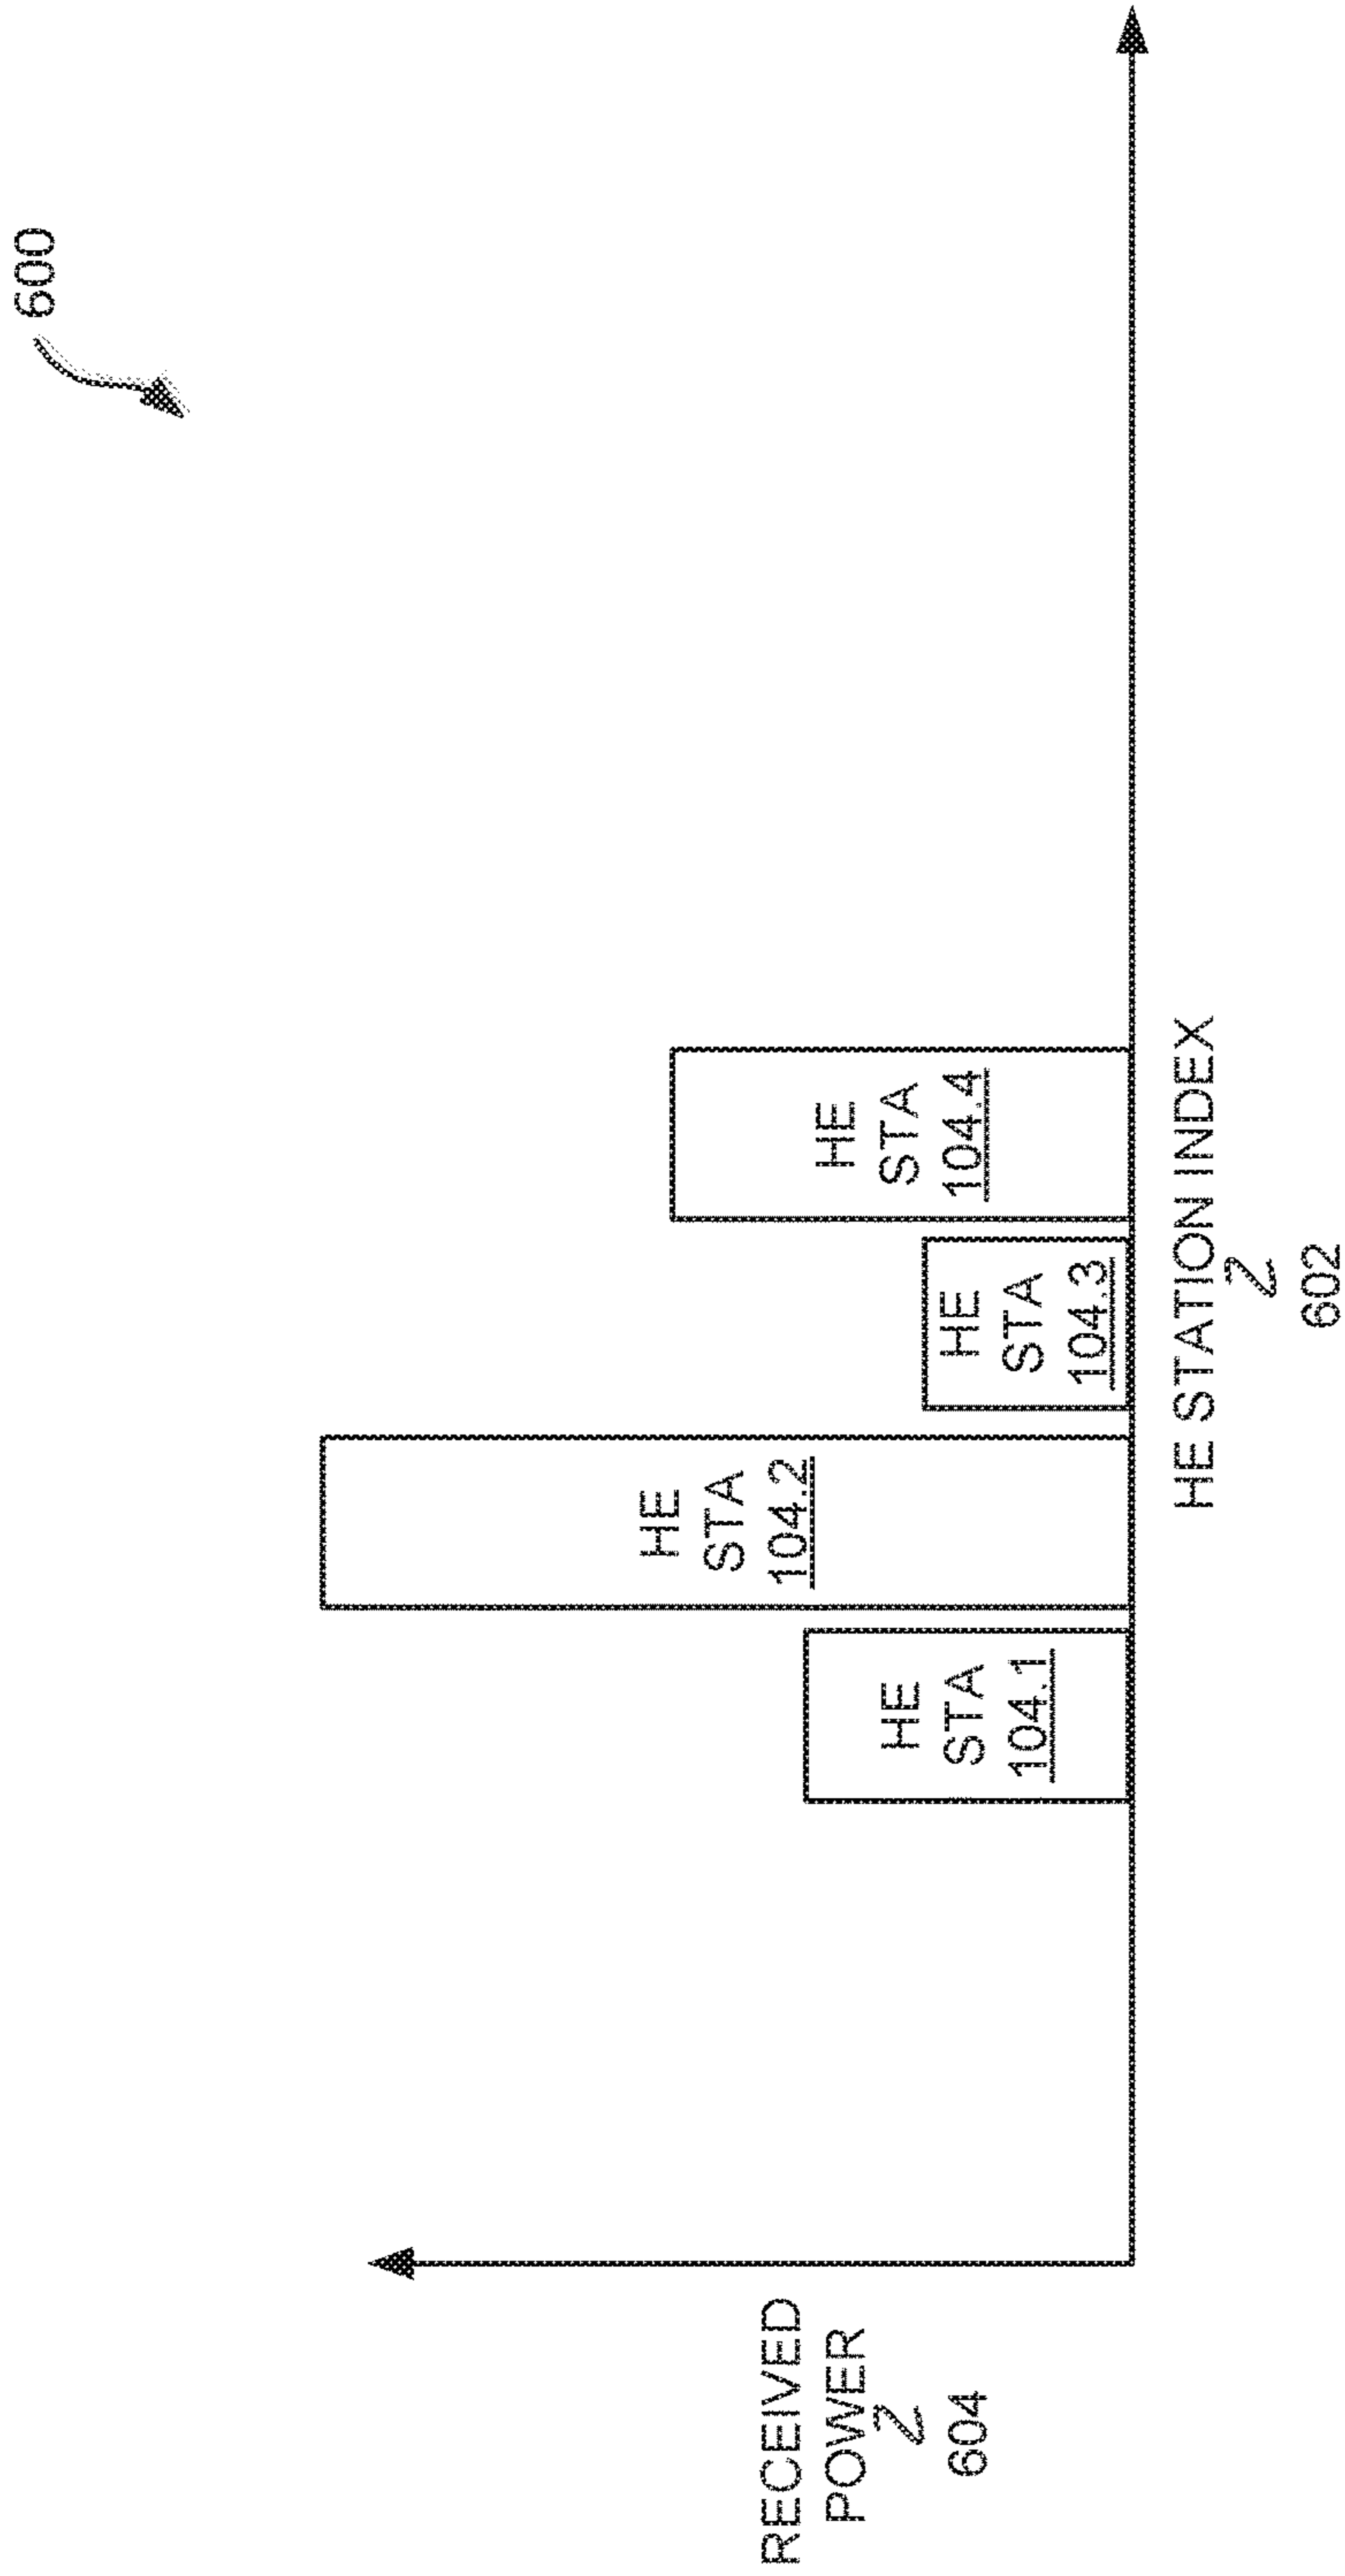 600
RECEIVED
POWER
604
HE
STA
104.1
HE
STA
104.2
HE
STA
104.3
HE
STA
104.4
HE STATION INDEX
602